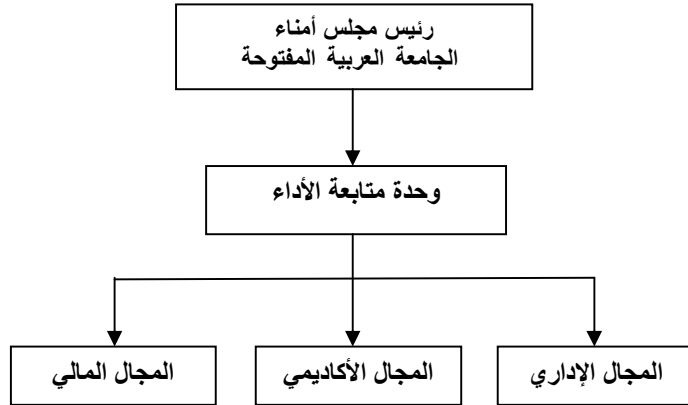 رئيس مجلس أمناء
الجامعة العربية المفتوحة
وحدة متابعة الأداء
المجال الإداري
المجال الأكاديمي
المجال المالي